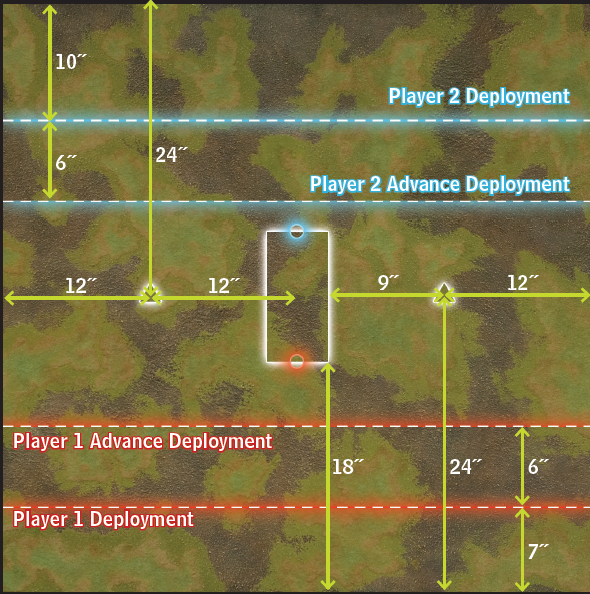 10″
Player 2 Deployment
6″
24″
Player 2 Advance Deployment
12″
12″
9″
12″
Player 1 Advance Deployment
18″
24″
6″
Player 1 Deployment
7″